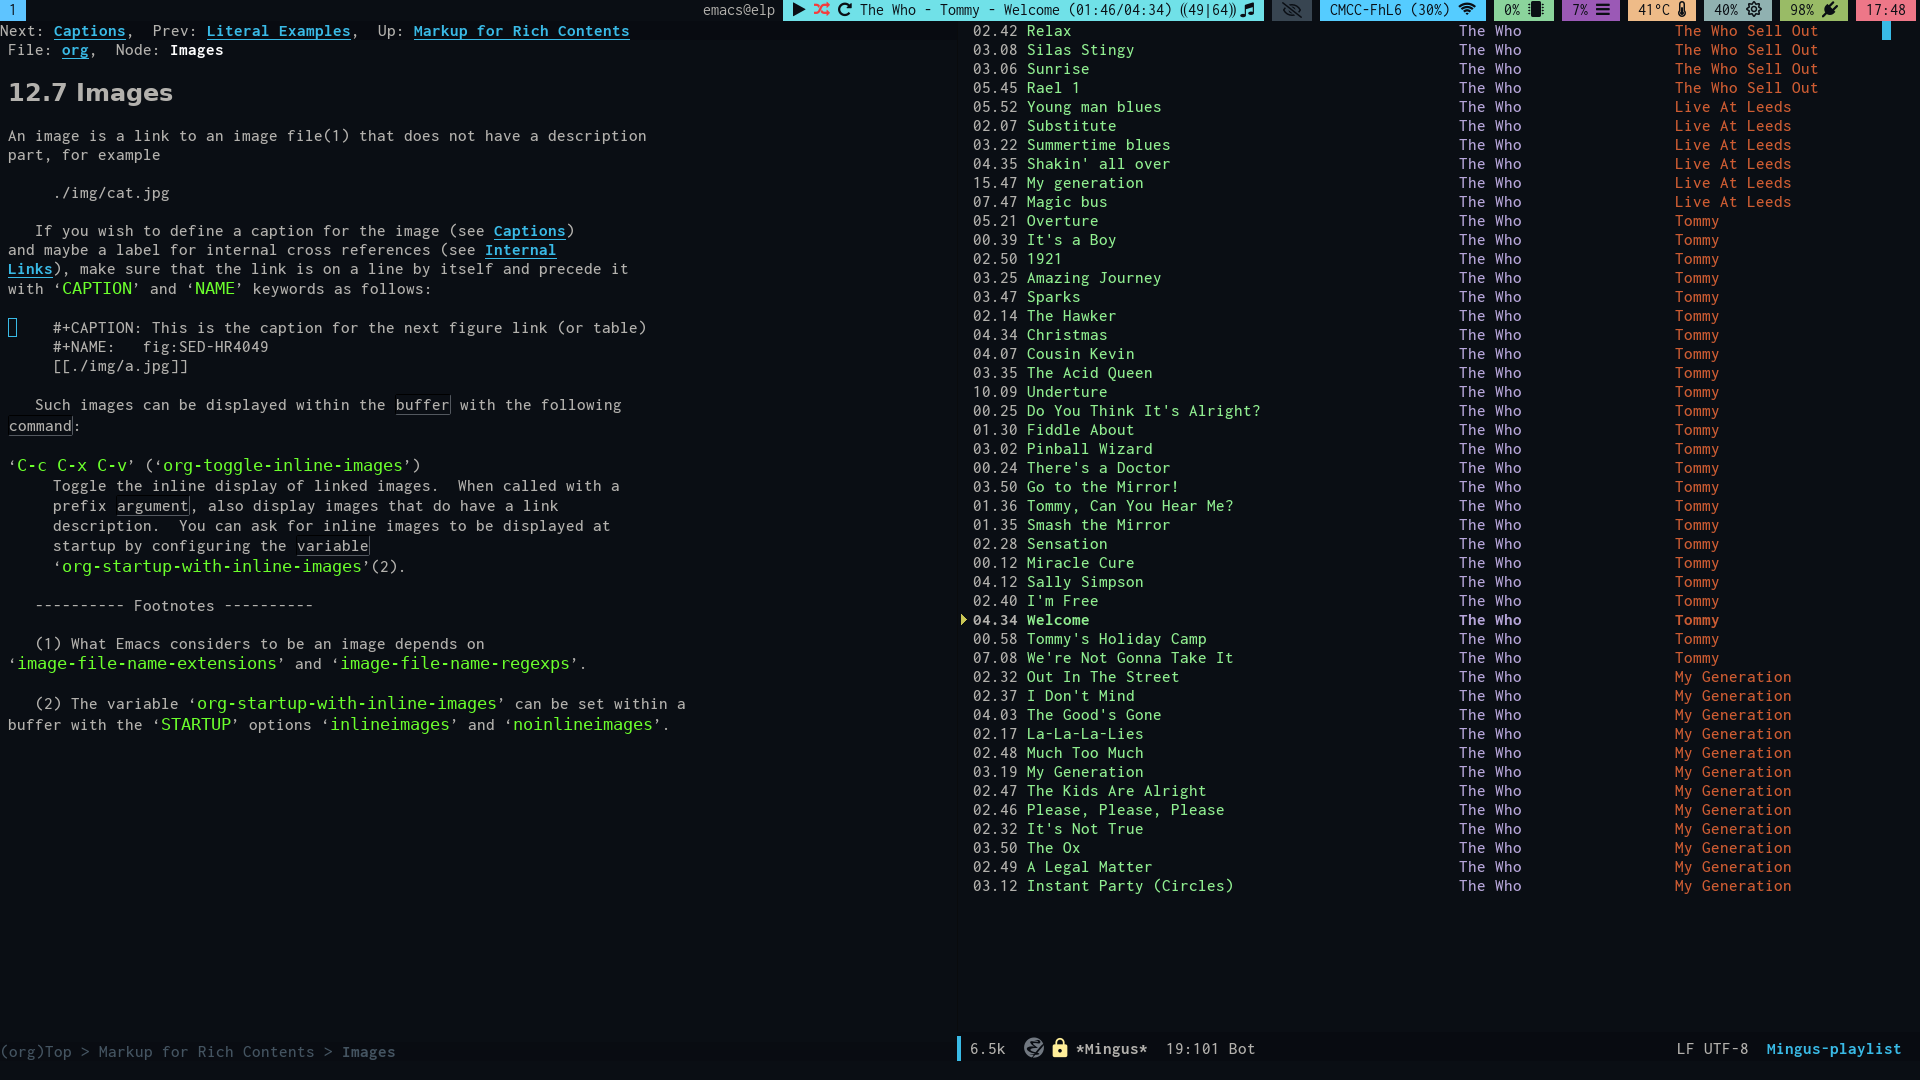 1
emacs@elp
The Who - Tommy - Welcome (01:46/04:34) ((49|64))
CMCC-FhL6 (30%)
0%
7%
41°C
40%
98%
17:48
Next: Captions,  Prev: Literal Examples,  Up: Markup for Rich Contents
File: org,  Node: Images
12.7 Images
An image is a link to an image file(1) that does not have a description
part, for example
./img/cat.jpg
If you wish to define a caption for the image (see Captions)
and maybe a label for internal cross references (see Internal
Links), make sure that the link is on a line by itself and precede it
with ‘CAPTION’ and ‘NAME’ keywords as follows:
#+CAPTION: This is the caption for the next figure link (or table)
#+NAME:   fig:SED-HR4049
[[./img/a.jpg]]
Such images can be displayed within the buffer with the following
command:
‘C-c C-x C-v’ (‘org-toggle-inline-images’)
Toggle the inline display of linked images.  When called with a
prefix argument, also display images that do have a link
description.  You can ask for inline images to be displayed at
startup by configuring the variable
‘org-startup-with-inline-images’(2).
---------- Footnotes ----------
(1) What Emacs considers to be an image depends on
‘image-file-name-extensions’ and ‘image-file-name-regexps’.
(2) The variable ‘org-startup-with-inline-images’ can be set within a
buffer with the ‘STARTUP’ options ‘inlineimages’ and ‘noinlineimages’.
(org)Top > Markup for Rich Contents > Images
02.42 Relax The Who The Who Sell Out
03.08 Silas Stingy The Who The Who Sell Out
03.06 Sunrise The Who The Who Sell Out
05.45 Rael 1 The Who The Who Sell Out
05.52 Young man blues The Who Live At Leeds
02.07 Substitute The Who Live At Leeds
03.22 Summertime blues The Who Live At Leeds
04.35 Shakin' all over The Who Live At Leeds
15.47 My generation The Who Live At Leeds
07.47 Magic bus The Who Live At Leeds
05.21 Overture The Who Tommy
00.39 It's a Boy The Who Tommy
02.50 1921 The Who Tommy
03.25 Amazing Journey The Who Tommy
03.47 Sparks The Who Tommy
02.14 The Hawker The Who Tommy
04.34 Christmas The Who Tommy
04.07 Cousin Kevin The Who Tommy
03.35 The Acid Queen The Who Tommy
10.09 Underture The Who Tommy
00.25 Do You Think It's Alright? The Who Tommy
01.30 Fiddle About The Who Tommy
03.02 Pinball Wizard The Who Tommy
00.24 There's a Doctor The Who Tommy
03.50 Go to the Mirror! The Who Tommy
01.36 Tommy, Can You Hear Me? The Who Tommy
01.35 Smash the Mirror The Who Tommy
02.28 Sensation The Who Tommy
00.12 Miracle Cure The Who Tommy
04.12 Sally Simpson The Who Tommy
02.40 I'm Free The Who Tommy
04.34 Welcome The Who Tommy
00.58 Tommy's Holiday Camp The Who Tommy
07.08 We're Not Gonna Take It The Who Tommy
02.32 Out In The Street The Who My Generation
02.37 I Don't Mind The Who My Generation
04.03 The Good's Gone The Who My Generation
02.17 La-La-La-Lies The Who My Generation
02.48 Much Too Much The Who My Generation
03.19 My Generation The Who My Generation
02.47 The Kids Are Alright The Who My Generation
02.46 Please, Please, Please The Who My Generation
02.32 It's Not True The Who My Generation
03.50 The Ox The Who My Generation
02.49 A Legal Matter The Who My Generation
03.12 Instant Party (Circles) The Who My Generation
6.5k *Mingus* 19:101 Bot LF UTF-8 Mingus-playlist